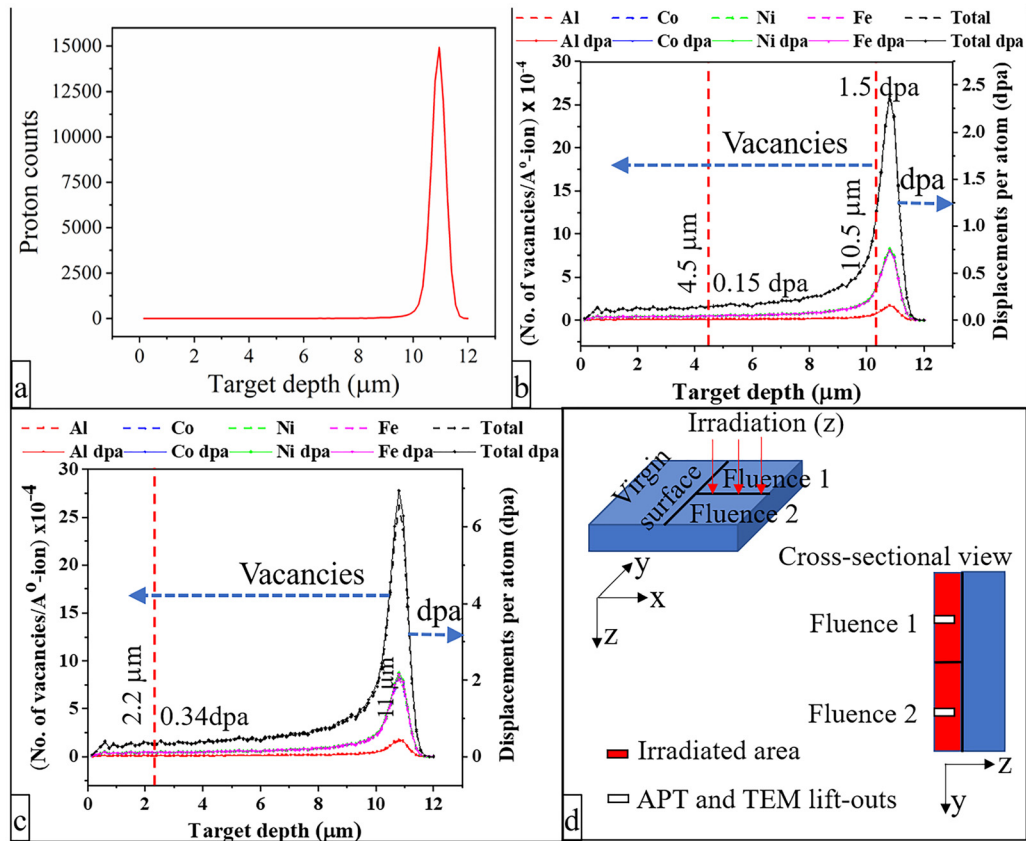 15000
12500
10000
7500
5000
2500
0
Proton counts
0 2 4 6 8 10 12
Target depth (μm)
a
Al Co Ni Fe Total
Al dpa Co dpa Ni dpa Fe dpa Total dpa
(No. of vacancies/A°-ion) x 10-4
30
25
20
15
10
5
0
1.5 dpa
Vacancies
dpa
4.5 μm
0.15 dpa
10.5 μm
2.5
2.0
1.5
1.0
0.5
0.0
Displacements per atom (dpa)
0 2 4 6 8 10 12
Target depth (μm)
b
Al Co Ni Fe Total
Al dpa Co dpa Ni dpa Fe dpa Total dpa
(No. of vacancies/A°-ion) x10-4
30
25
20
15
10
5
0
Vacancies
dpa
2.2 μm
0.34dpa
11 μm
6
4
2
0
Displacements per atom (dpa)
0 2 4 6 8 10 12
Target depth (μm)
c
Irradiation (z)
Virgin
surface
Fluence 1
Fluence 2
y
x
z
Cross-sectional view
Fluence 1
Fluence 2
Irradiated area
APT and TEM lift-outs
z
y
d